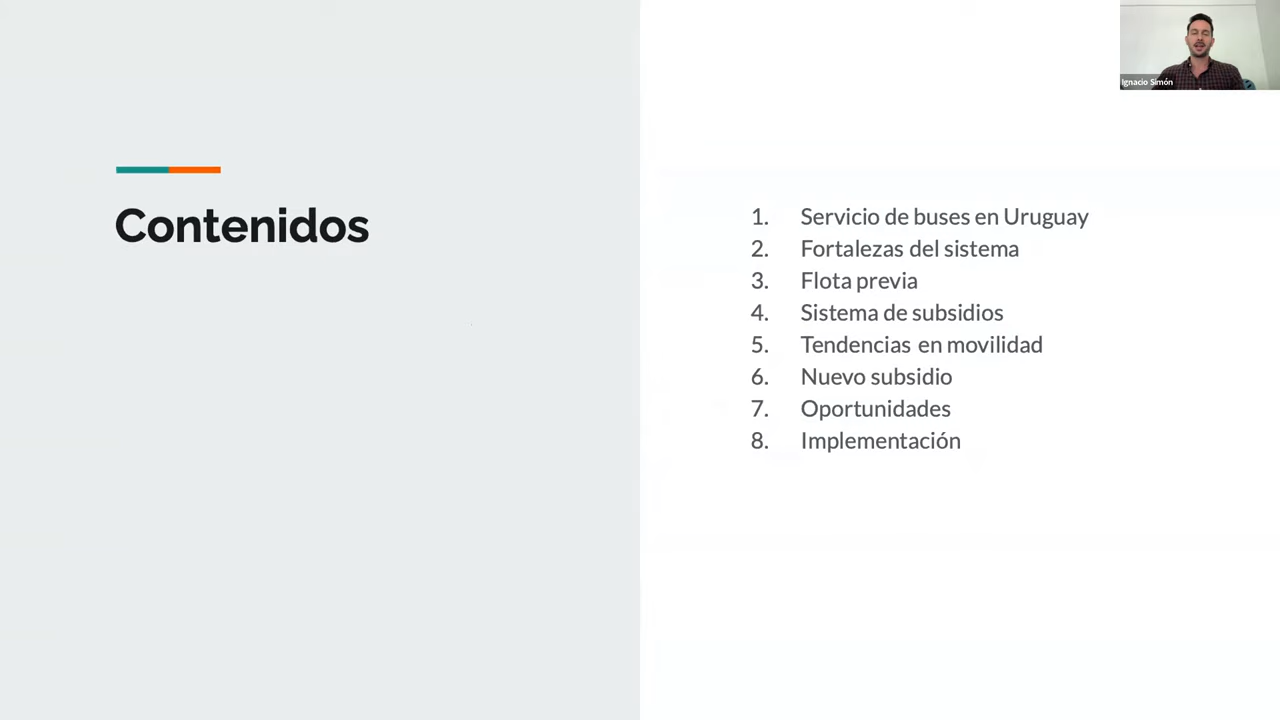 Ignacio Simón
Contenidos
1. Servicio de buses en Uruguay
2. Fortalezas del sistema
3. Flota previa
4. Sistema de subsidios
5. Tendencias en movilidad
6. Nuevo subsidio
7. Oportunidades
8. Implementación